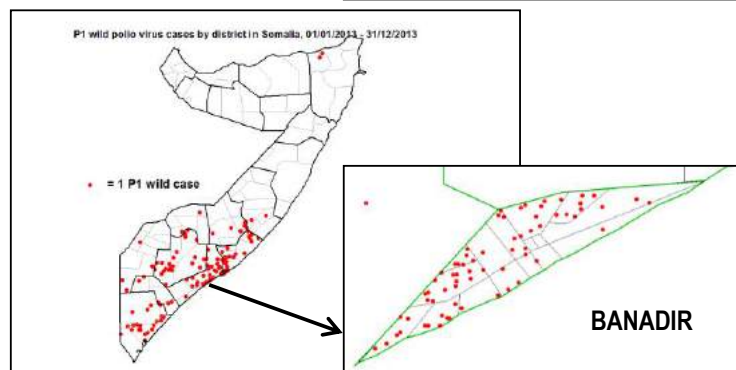 P1 wild polio virus cases by district in Somalia, 01/01/2013 - 31/12/2013
= 1 P1 wild case
BANADIR